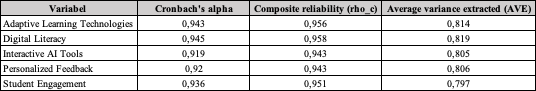 Variabel Cronbach's alpha Composite reliability (rho_c) Average variance extracted (AVE)
Adaptive Learning Technologies 0,943 0,956 0,814
Digital Literacy 0,945 0,958 0,819
Interactive AI Tools 0,919 0,943 0,805
Personalized Feedback 0,92 0,943 0,806
Student Engagement 0,936 0,951 0,797